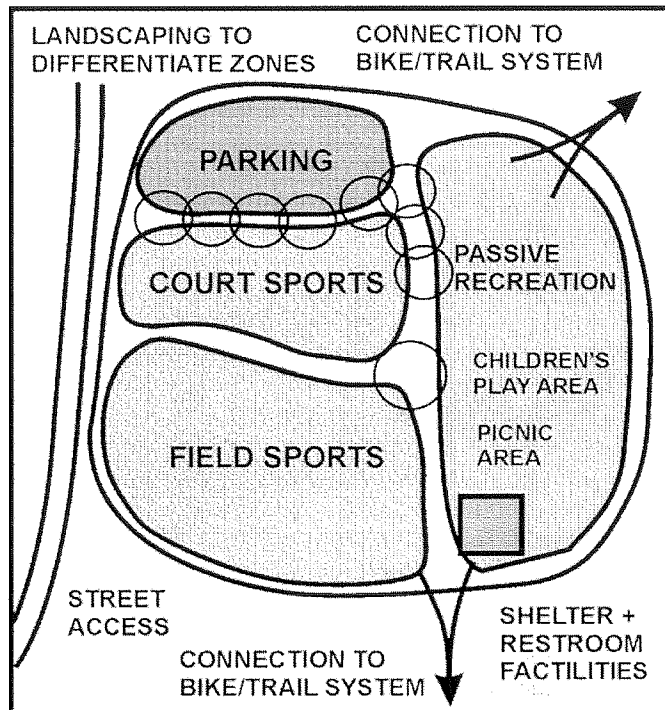 LANDSCAPING TO
DIFFERENTIATE ZONES
CONNECTION TO
BIKE/TRAIL SYSTEM
PARKING
PASSIVE
RECREATION
COURT SPORTS
CHILDREN'S
PLAY AREA
PICNIC
AREA
FIELD SPORTS
STREET
ACCESS
SHELTER +
RESTROOM
FACTILITIES
CONNECTION TO
BIKE/TRAIL SYSTEM